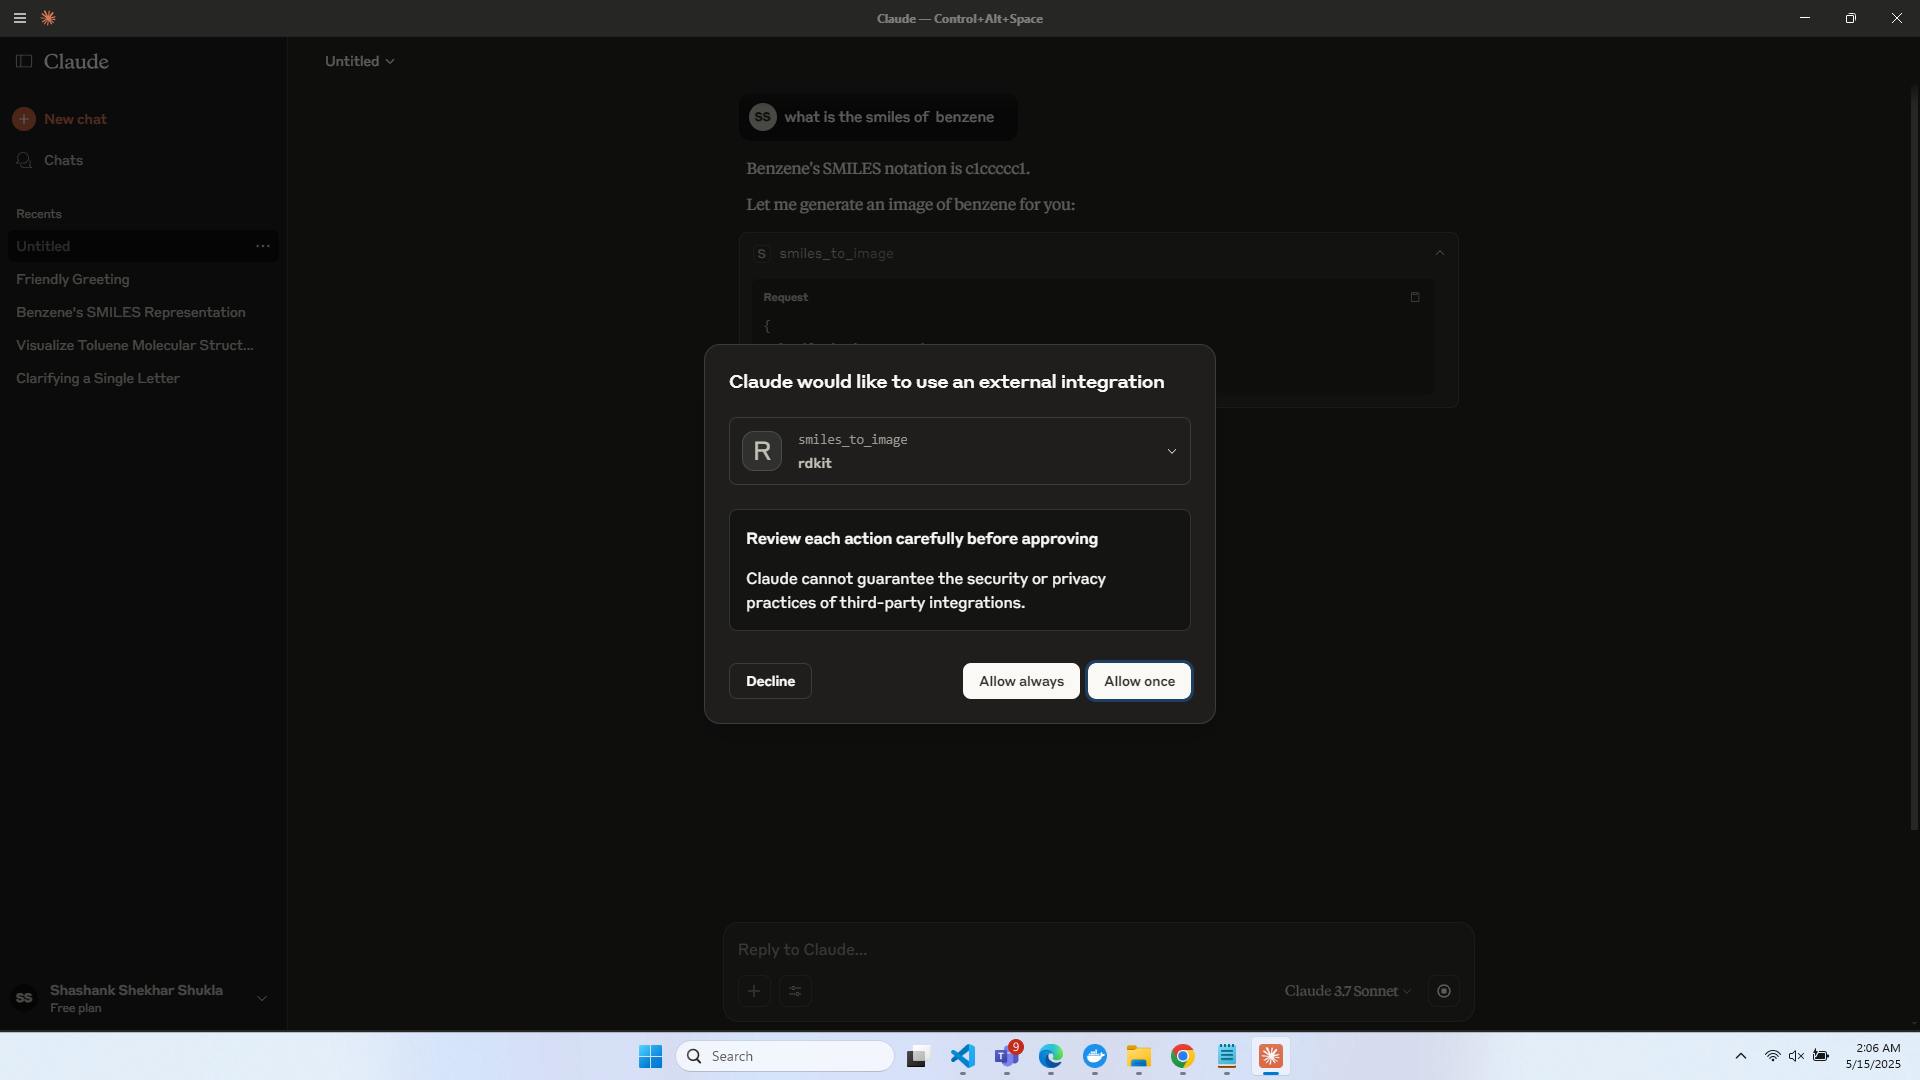 Claude — Control+Alt+Space
Claude
New chat
Chats
Recents
Untitled
Friendly Greeting
Benzene's SMILES Representation
Visualize Toluene Molecular Struct...
Clarifying a Single Letter
SS
Shashank Shekhar Shukla
Free plan
Untitled
SS
what is the smiles of benzene
Benzene's SMILES notation is c1ccccc1.
Let me generate an image of benzene for you:
S
smiles_to_image
Request
{
Claude would like to use an external integration
R
smiles_to_image
rdkit
Review each action carefully before approving
Claude cannot guarantee the security or privacy
practices of third-party integrations.
Decline
Allow always
Allow once
Reply to Claude...
Claude 3.7 Sonnet
Search
9
2:06 AM
5/15/2025